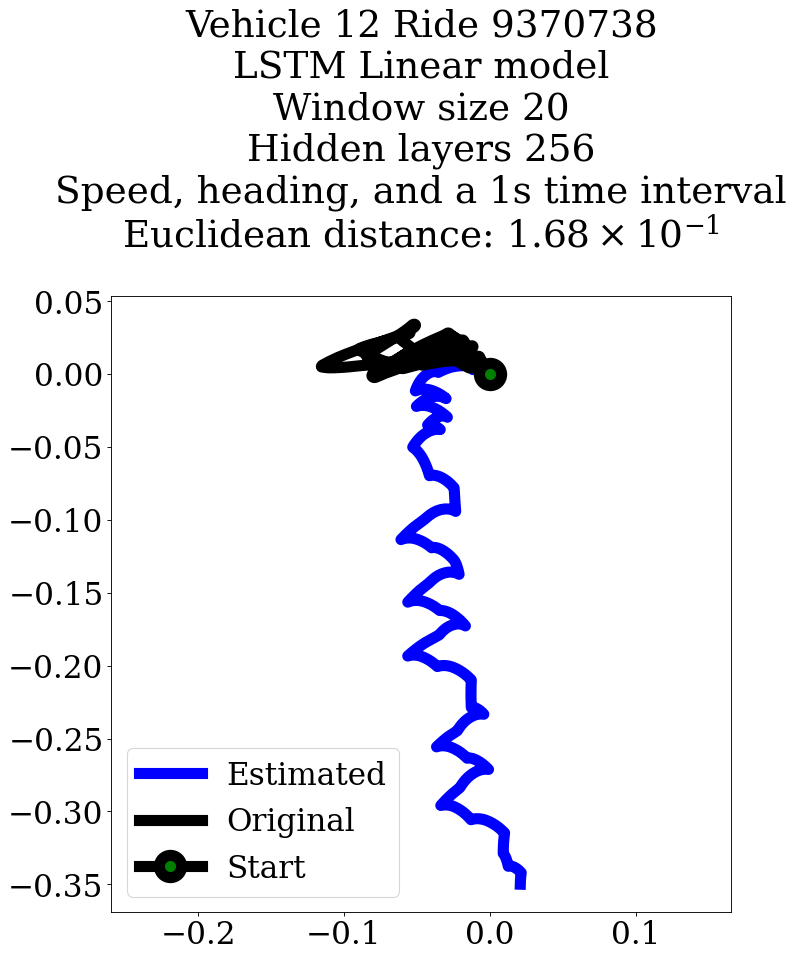 Vehicle 12 Ride 9370738
LSTM Linear model
Window size 20
Hidden layers 256
Speed, heading, and a 1s time interval
Euclidean distance: 1.68 × 10⁻¹
0.05
0.00
−0.05
−0.10
−0.15
−0.20
−0.25
−0.30
−0.35
Estimated
Original
Start
−0.2 −0.1 0.0 0.1